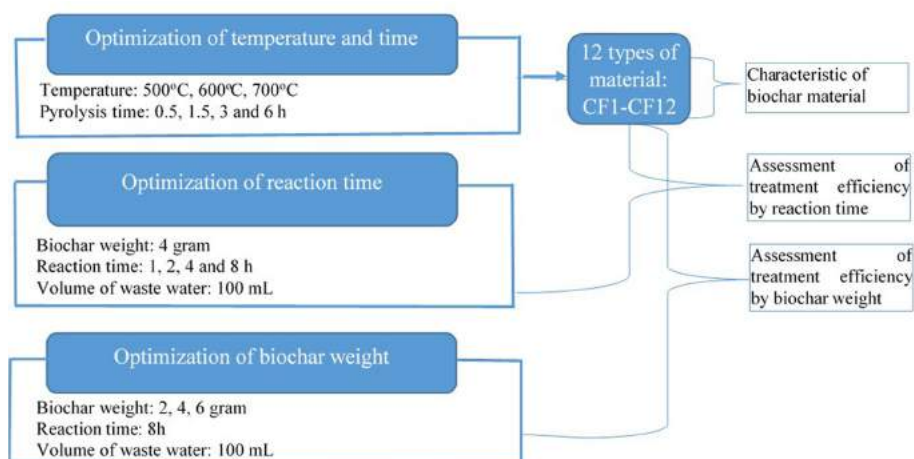 Optimization of temperature and time
Temperature: 500°C, 600°C, 700°C
Pyrolysis time: 0.5, 1.5, 3 and 6 h
12 types of
material:
CF1-CF12
Characteristic of
biochar material
Optimization of reaction time
Biochar weight: 4 gram
Reaction time: 1, 2, 4 and 8 h
Volume of waste water: 100 mL
Assessment of
treatment efficiency
by reaction time
Assessment of
treatment efficiency
by biochar weight
Optimization of biochar weight
Biochar weight: 2, 4, 6 gram
Reaction time: 8h
Volume of waste water: 100 mL